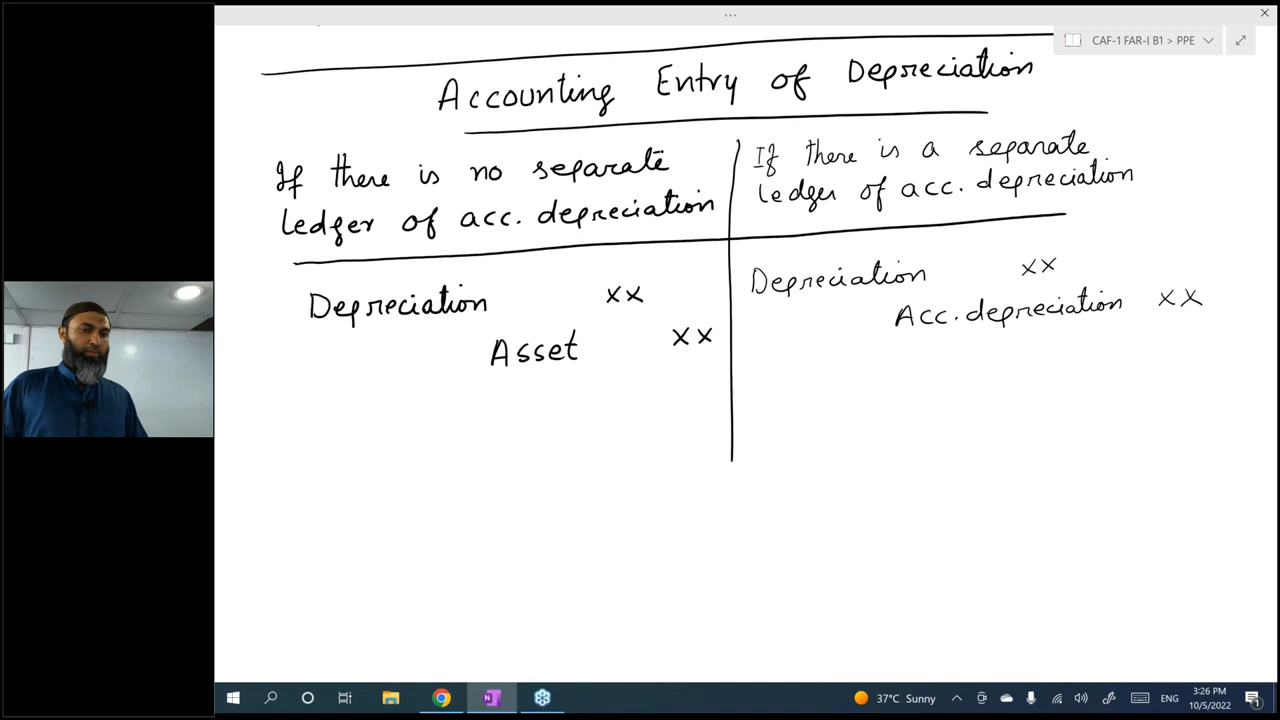 ...
CAF-1 FAR-I B1 > PPE
Accounting Entry of Depreciation
If there is no separate
ledger of acc. depreciation
If there is a separate
ledger of acc. depreciation
Depreciation xx
Asset xx
Depreciation xx
Acc. depreciation xx
37°C Sunny
ENG
3:26 PM
10/5/2022
1